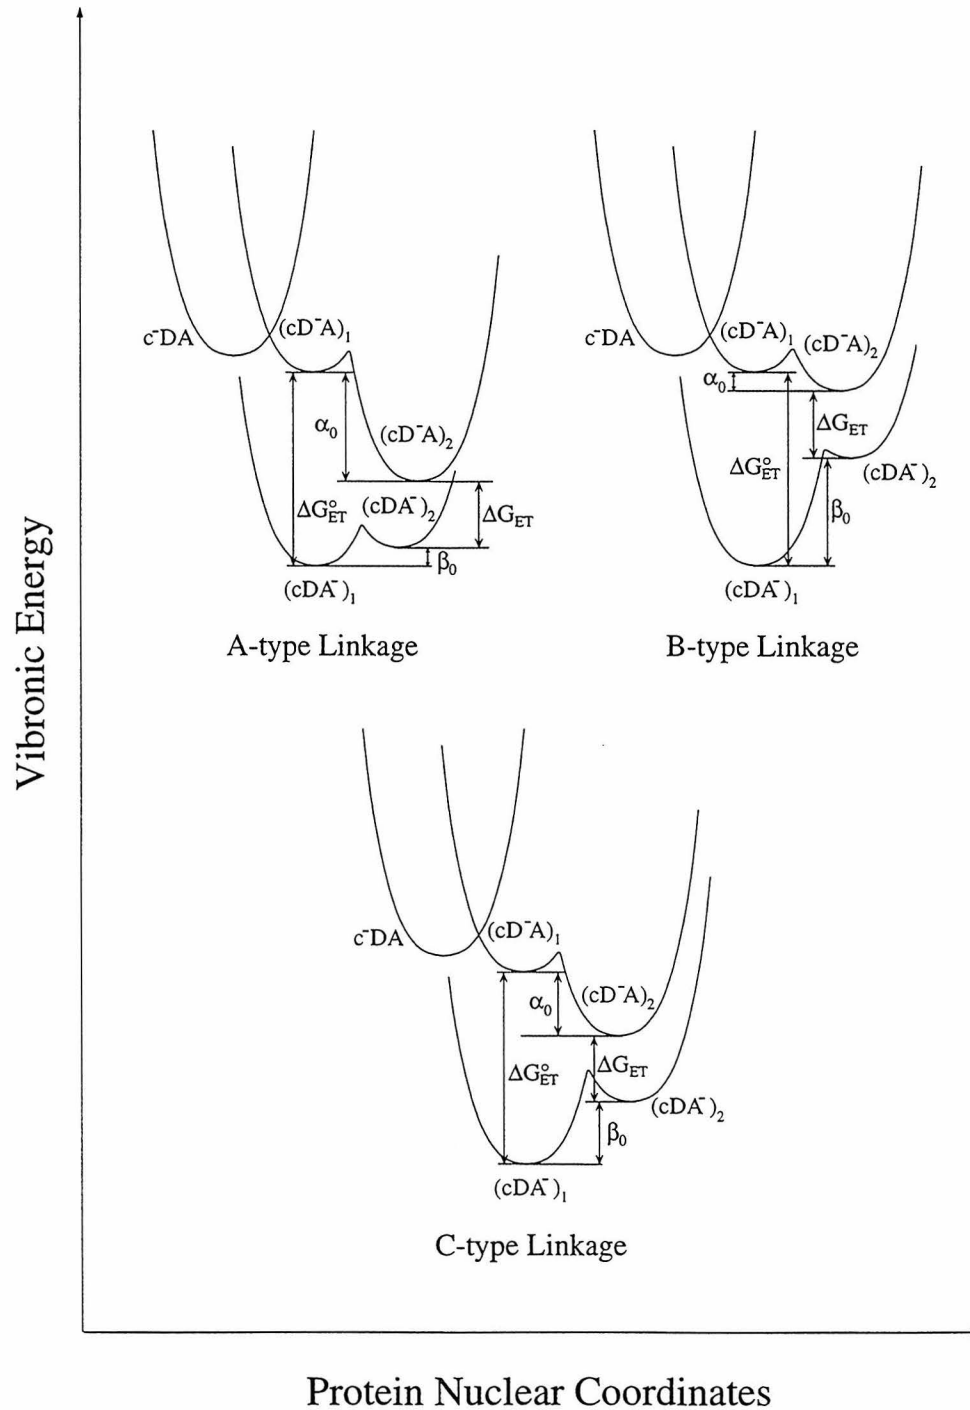 Vibronic Energy
c⁻DA
(cD⁻A)₁
α₀
(cD⁻A)₂
ΔG°ET
(cDA⁻)₂
ΔGET
β₀
(cDA⁻)₁
A-type Linkage
c⁻DA
(cD⁻A)₁
(cD⁻A)₂
α₀
ΔGET
ΔG°ET
(cDA⁻)₂
β₀
(cDA⁻)₁
B-type Linkage
c⁻DA
(cD⁻A)₁
α₀
(cD⁻A)₂
ΔG°ET
ΔGET
(cDA⁻)₂
β₀
(cDA⁻)₁
C-type Linkage
Protein Nuclear Coordinates